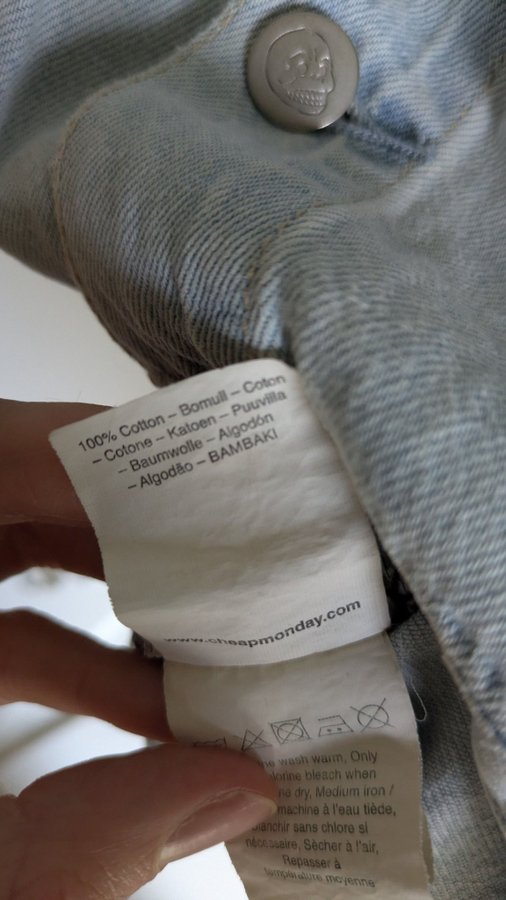 100% Cotton – Bomull – Coton
– Cotone – Katoen – Puuvilla
– Baumwolle – Algodón
– Algodão – BAMBAKI
www.cheapmonday.com
wash warm, Only
bleach when
dry, Medium iron /
machine à l'eau tiède,
blanchir sans chlore si
nécessaire, Sècher à l'air,
Repasser à
température moyenne